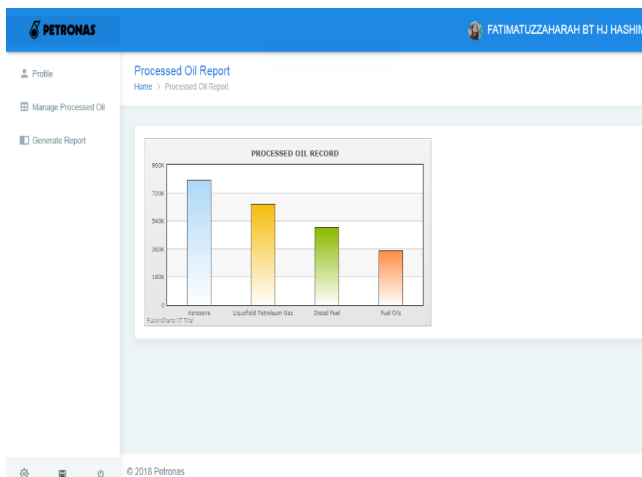 PETRONAS
FATIMATUZZAHARAH BT HJ HASHIM
Profile
Manage Processed Oil
Generate Report
Processed Oil Report
Home > Processed Oil Report
PROCESSED OIL RECORD
900K
720K
540K
360K
180K
0
Kerosene Liquefied Petroleum Gas Diesel Fuel Fuel Oils
FusionCharts XT Trial
© 2018 Petronas